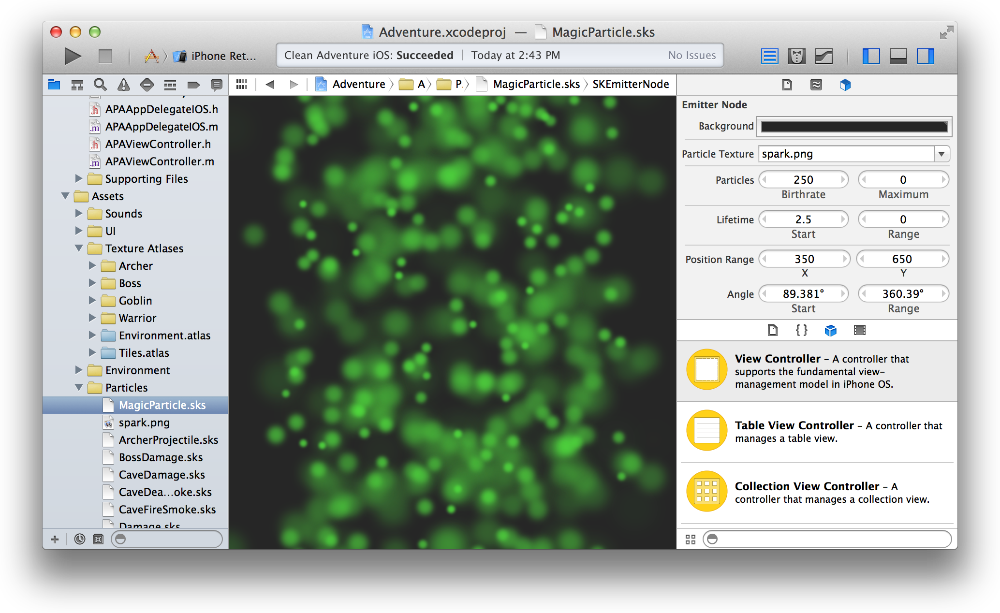 Adventure.xcodeproj — MagicParticle.sks
iPhone Ret...
Clean Adventure iOS: Succeeded | Today at 2:43 PM
No Issues
Adventure
A
P.
MagicParticle.sks
SKEmitterNode
APAAppDelegateIOS.h
APAAppDelegateIOS.m
APAViewController.h
APAViewController.m
Supporting Files
Assets
Sounds
UI
Texture Atlases
Archer
Boss
Goblin
Warrior
Environment.atlas
Tiles.atlas
Environment
Particles
MagicParticle.sks
spark.png
ArcherProjectile.sks
BossDamage.sks
CaveDamage.sks
CaveDea...oke.sks
CaveFireSmoke.sks
Damage.sks
Emitter Node
Background
Particle Texture spark.png
Particles 250 0
Birthrate Maximum
Lifetime 2.5 0
Start Range
Position Range 350 650
X Y
Angle 89.381° 360.39°
Start Range
View Controller – A controller that
supports the fundamental view–
management model in iPhone OS.
Table View Controller – A controller that
manages a table view.
Collection View Controller – A
controller that manages a collection view.